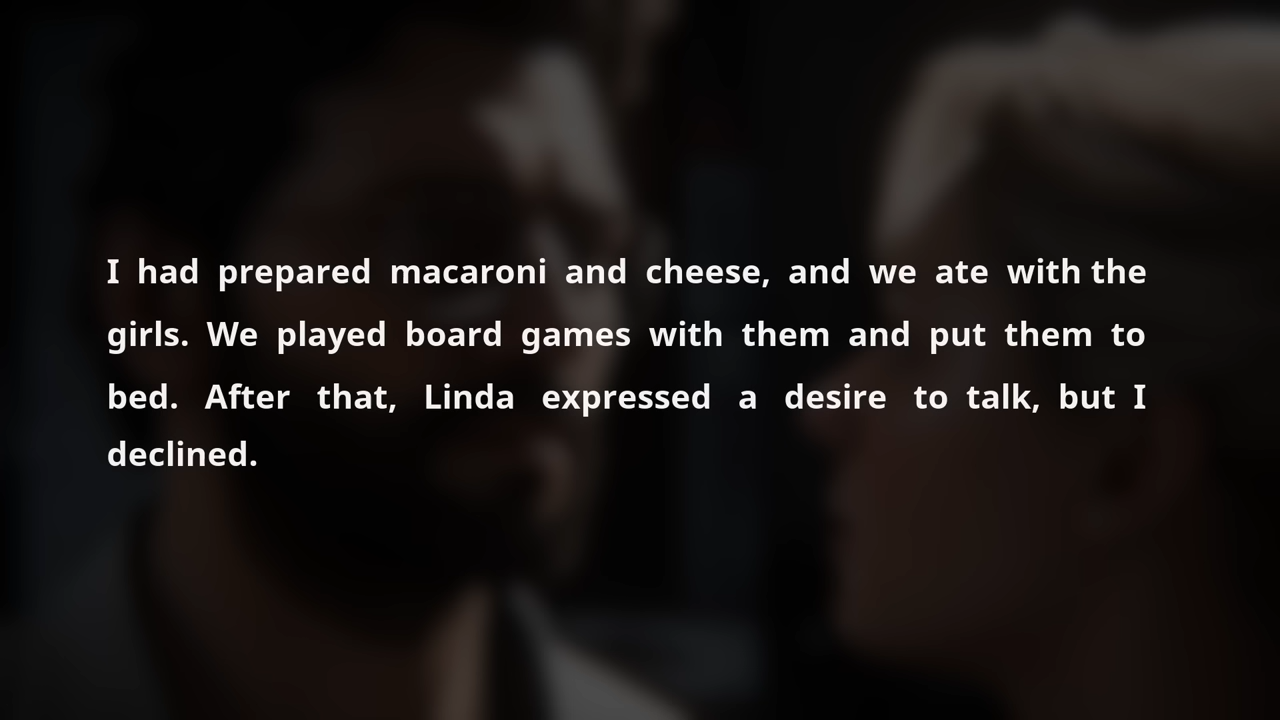 I had prepared macaroni and cheese, and we ate with the
girls. We played board games with them and put them to
bed. After that, Linda expressed a desire to talk, but I
declined.